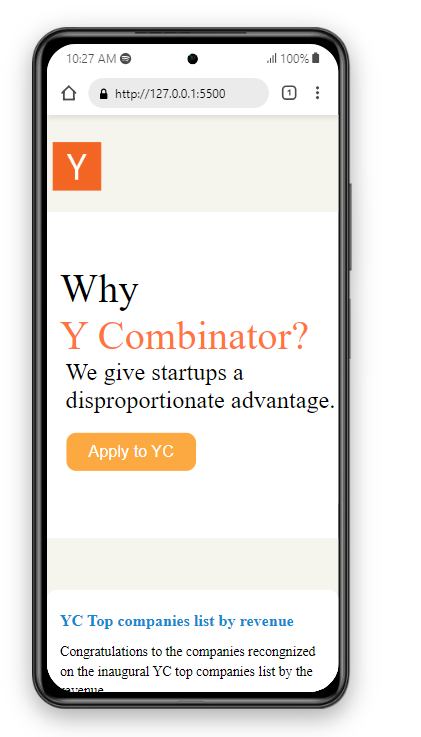 10:27 AM 100%
http://127.0.0.1:5500 1
Y
Why
Y Combinator?
We give startups a
disproportionate advantage.
Apply to YC
YC Top companies list by revenue
Congratulations to the companies recongnized
on the inaugural YC top companies list by the
revenue